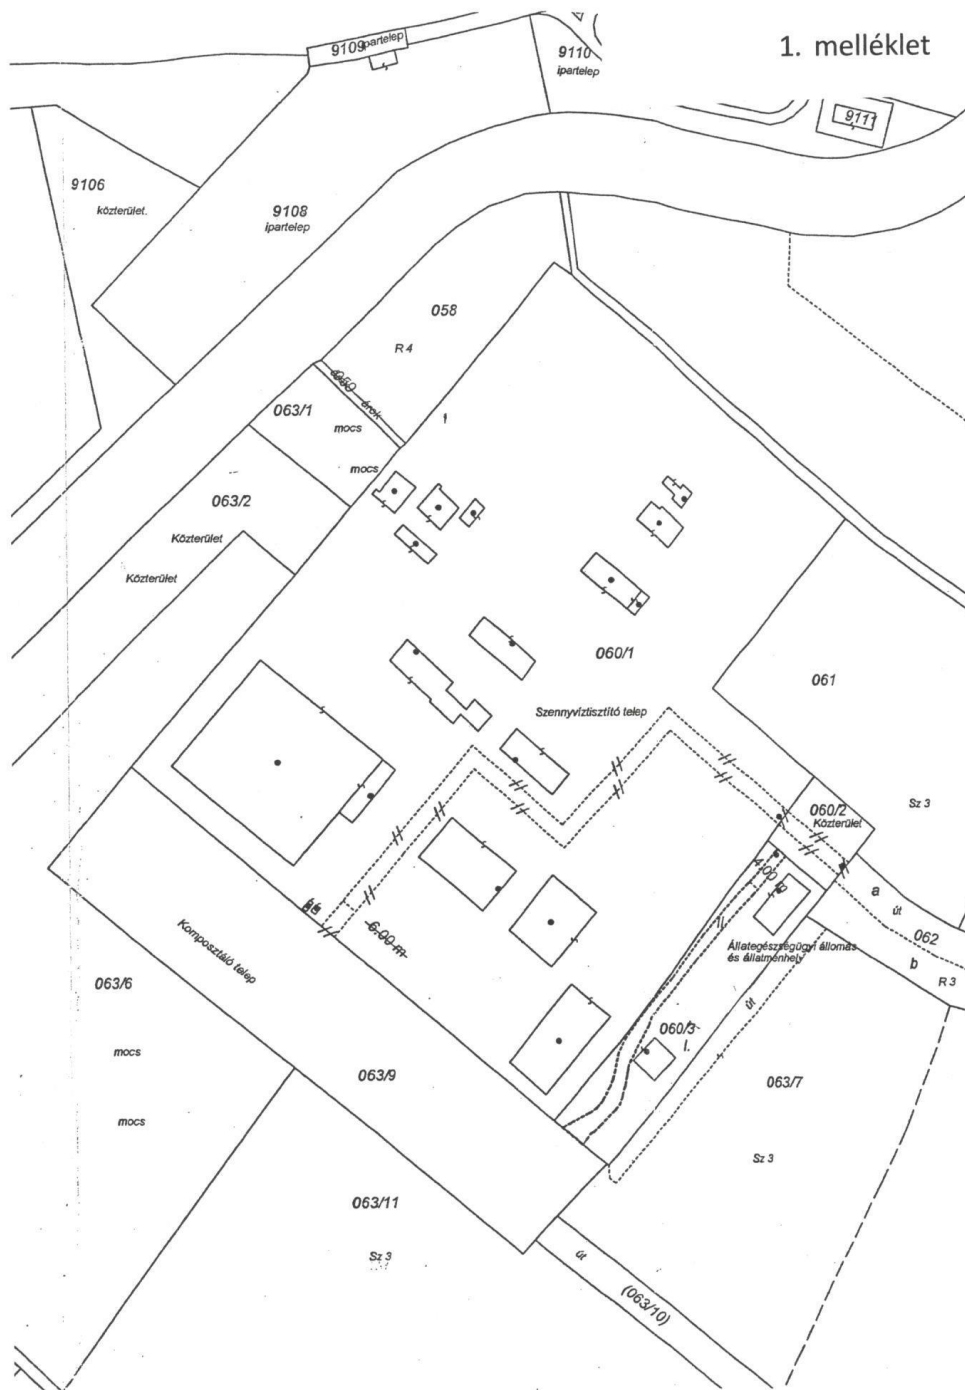 1. melléklet
9109 ipartelep
9110
ipartelep
9111
9106
közterület.
9108
ipartelep
058
R 4
árok
063/1
mocs
mocs
063/2
Közterület
Közterület
060/1
Szennyvíztisztító telep
061
Sz 3
060/2
Közterület
4.00 m
a
út
062
b
R 3
Állategészségügyi állomás
és állatménhely
6.00 m
út
Komposztáló telep
063/6
mocs
mocs
060/3
I.
063/9
063/7
Sz 3
063/11
Sz 3
út
(063/10)